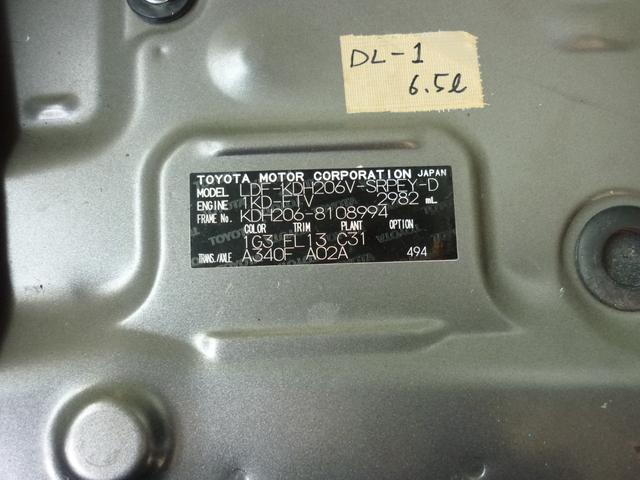 DL-1
6.5ℓ
TOYOTA MOTOR CORPORATION JAPAN
MODEL LDF-KDH206V-SRPEY-D
ENGINE 1KD-FTV 2982 mL
FRAME No. KDH206-8108994
COLOR TRIM PLANT OPTION
1G3 FL13 C31
TRANS./AXLE A340F A02A 494